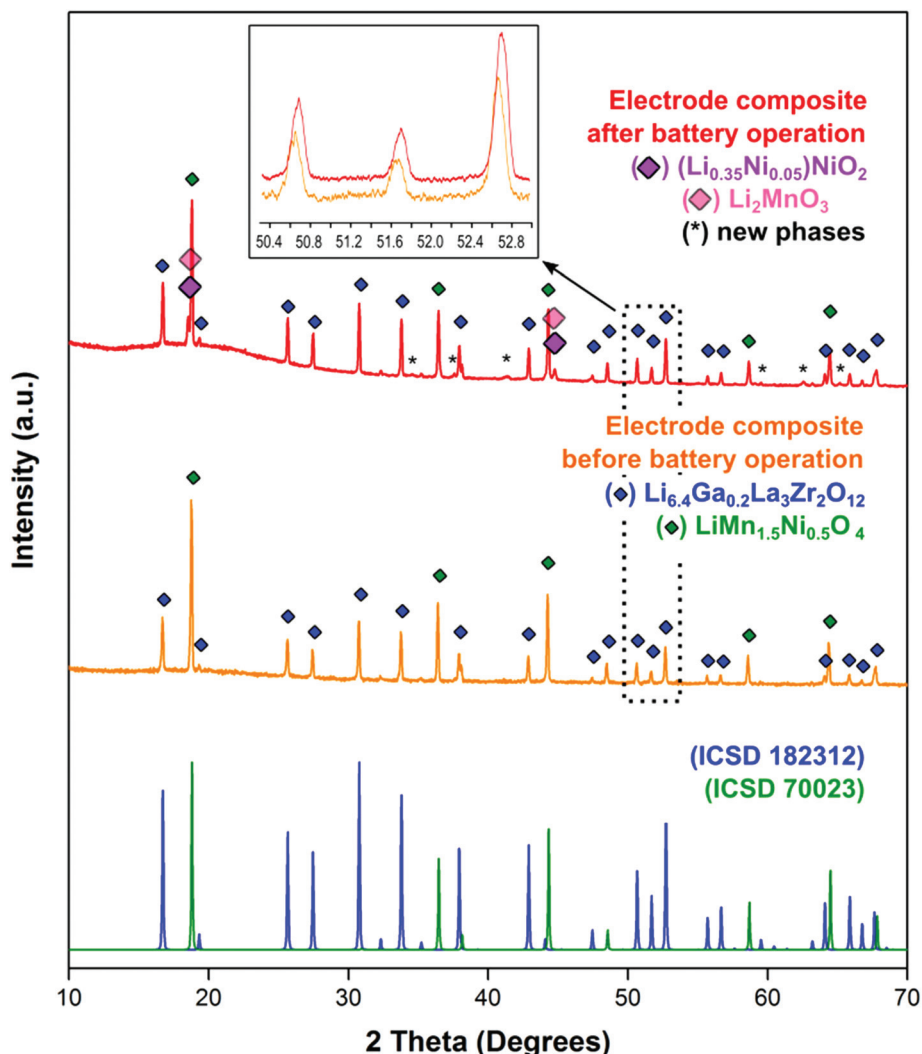 50.4 50.8 51.2 51.6 52.0 52.4 52.8
Electrode composite
after battery operation
(◆) (Li₀.₃₅Ni₀.₀₅)NiO₂
(◆) Li₂MnO₃
(*) new phases
* * * * * *
Electrode composite
before battery operation
(◆) Li₆.₄Ga₀.₂La₃Zr₂O₁₂
(◆) LiMn₁.₅Ni₀.₅O₄
(ICSD 182312)
(ICSD 70023)
Intensity (a.u.)
10 20 30 40 50 60 70
2 Theta (Degrees)